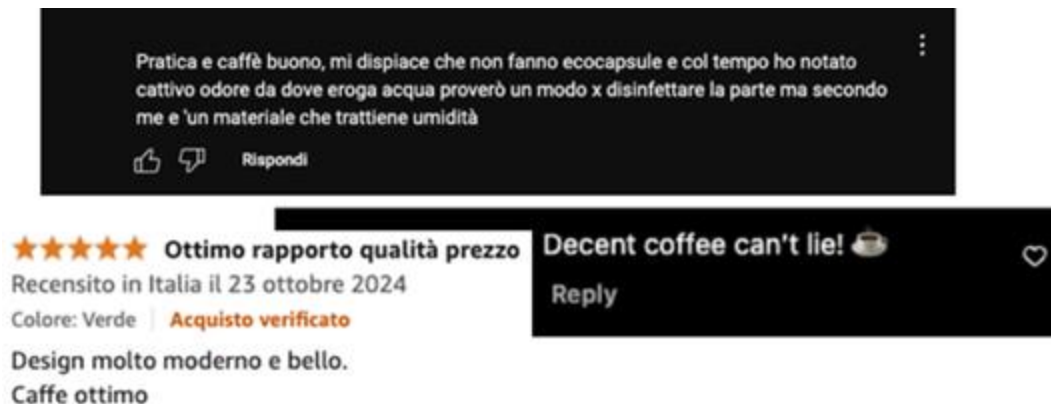 Pratica e caffè buono, mi dispiace che non fanno ecocapsule e col tempo ho notato
cattivo odore da dove eroga acqua proverò un modo x disinfettare la parte ma secondo
me e 'un materiale che trattiene umidità
Rispondi
Ottimo rapporto qualità prezzo
Recensito in Italia il 23 ottobre 2024
Colore: Verde | Acquisto verificato
Design molto moderno e bello.
Caffe ottimo
Decent coffee can't lie! ☕
Reply